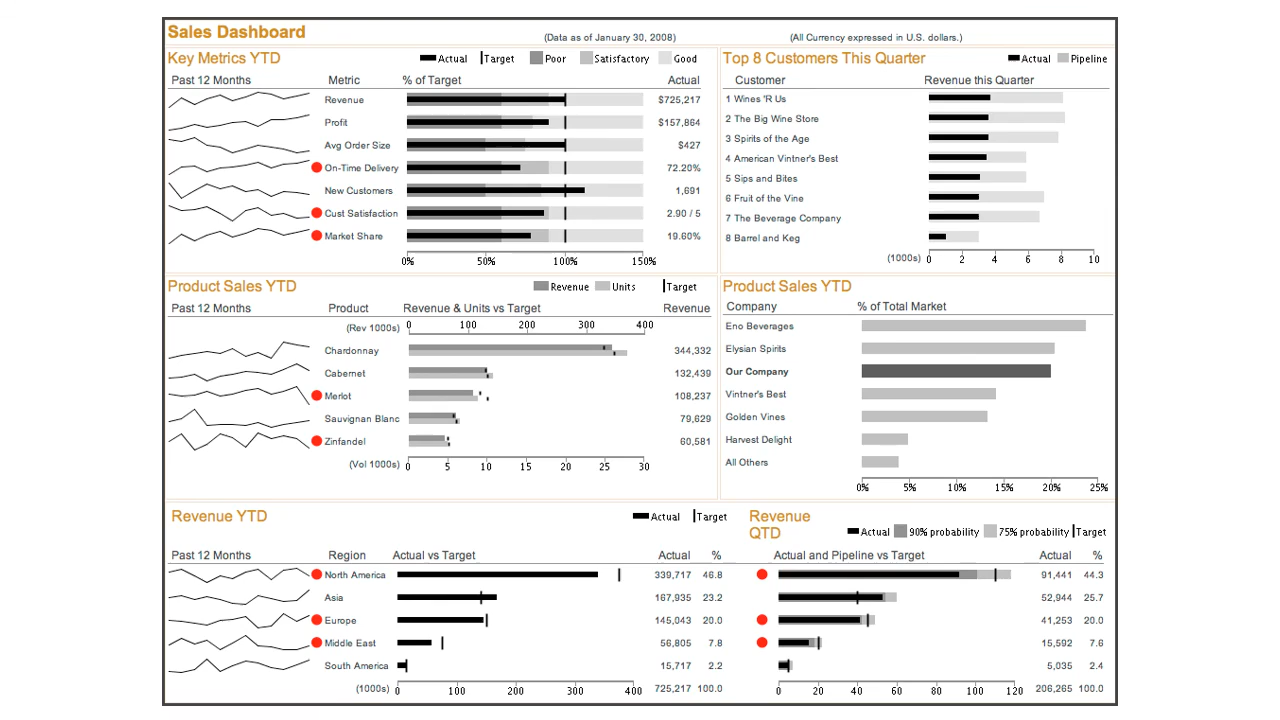 Sales Dashboard (Data as of January 30, 2008) (All Currency expressed in U.S. dollars.)
Key Metrics YTD Actual Target Poor Satisfactory Good
Past 12 Months Metric % of Target Actual
Revenue $725,217
Profit $157,864
Avg Order Size $427
On-Time Delivery 72.20%
New Customers 1,691
Cust Satisfaction 2.90 / 5
Market Share 19.60%
0% 50% 100% 150%
Top 8 Customers This Quarter Actual Pipeline
Customer Revenue this Quarter
1 Wines 'R Us
2 The Big Wine Store
3 Spirits of the Age
4 American Vintner's Best
5 Sips and Bites
6 Fruit of the Vine
7 The Beverage Company
8 Barrel and Keg
(1000s) 0 2 4 6 8 10
Product Sales YTD Revenue Units Target
Past 12 Months Product Revenue & Units vs Target Revenue
(Rev 1000s) 0 100 200 300 400
Chardonnay 344,332
Cabernet 132,439
Merlot 108,237
Sauvignan Blanc 79,629
Zinfandel 60,581
(Vol 1000s) 0 5 10 15 20 25 30
Product Sales YTD
Company % of Total Market
Eno Beverages
Elysian Spirits
Our Company
Vintner's Best
Golden Vines
Harvest Delight
All Others
0% 5% 10% 15% 20% 25%
Revenue YTD Actual Target
Past 12 Months Region Actual vs Target Actual %
North America 339,717 46.8
Asia 167,935 23.2
Europe 145,043 20.0
Middle East 56,805 7.8
South America 15,717 2.2
(1000s) 0 100 200 300 400 725,217 100.0
Revenue
QTD Actual 90% probability 75% probability Target
Actual and Pipeline vs Target Actual %
91,441 44.3
52,944 25.7
41,253 20.0
15,592 7.6
5,035 2.4
0 20 40 60 80 100 120 206,265 100.0